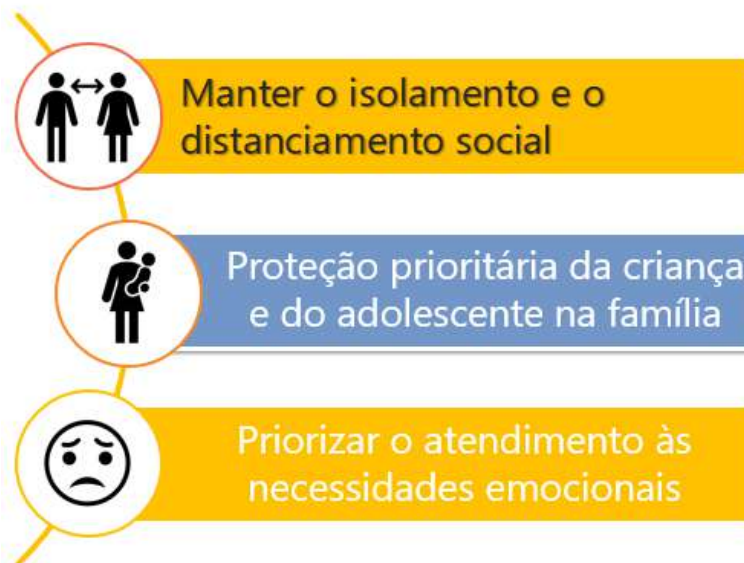 Manter o isolamento e o
distanciamento social
Proteção prioritária da criança
e do adolescente na família
Priorizar o atendimento às
necessidades emocionais